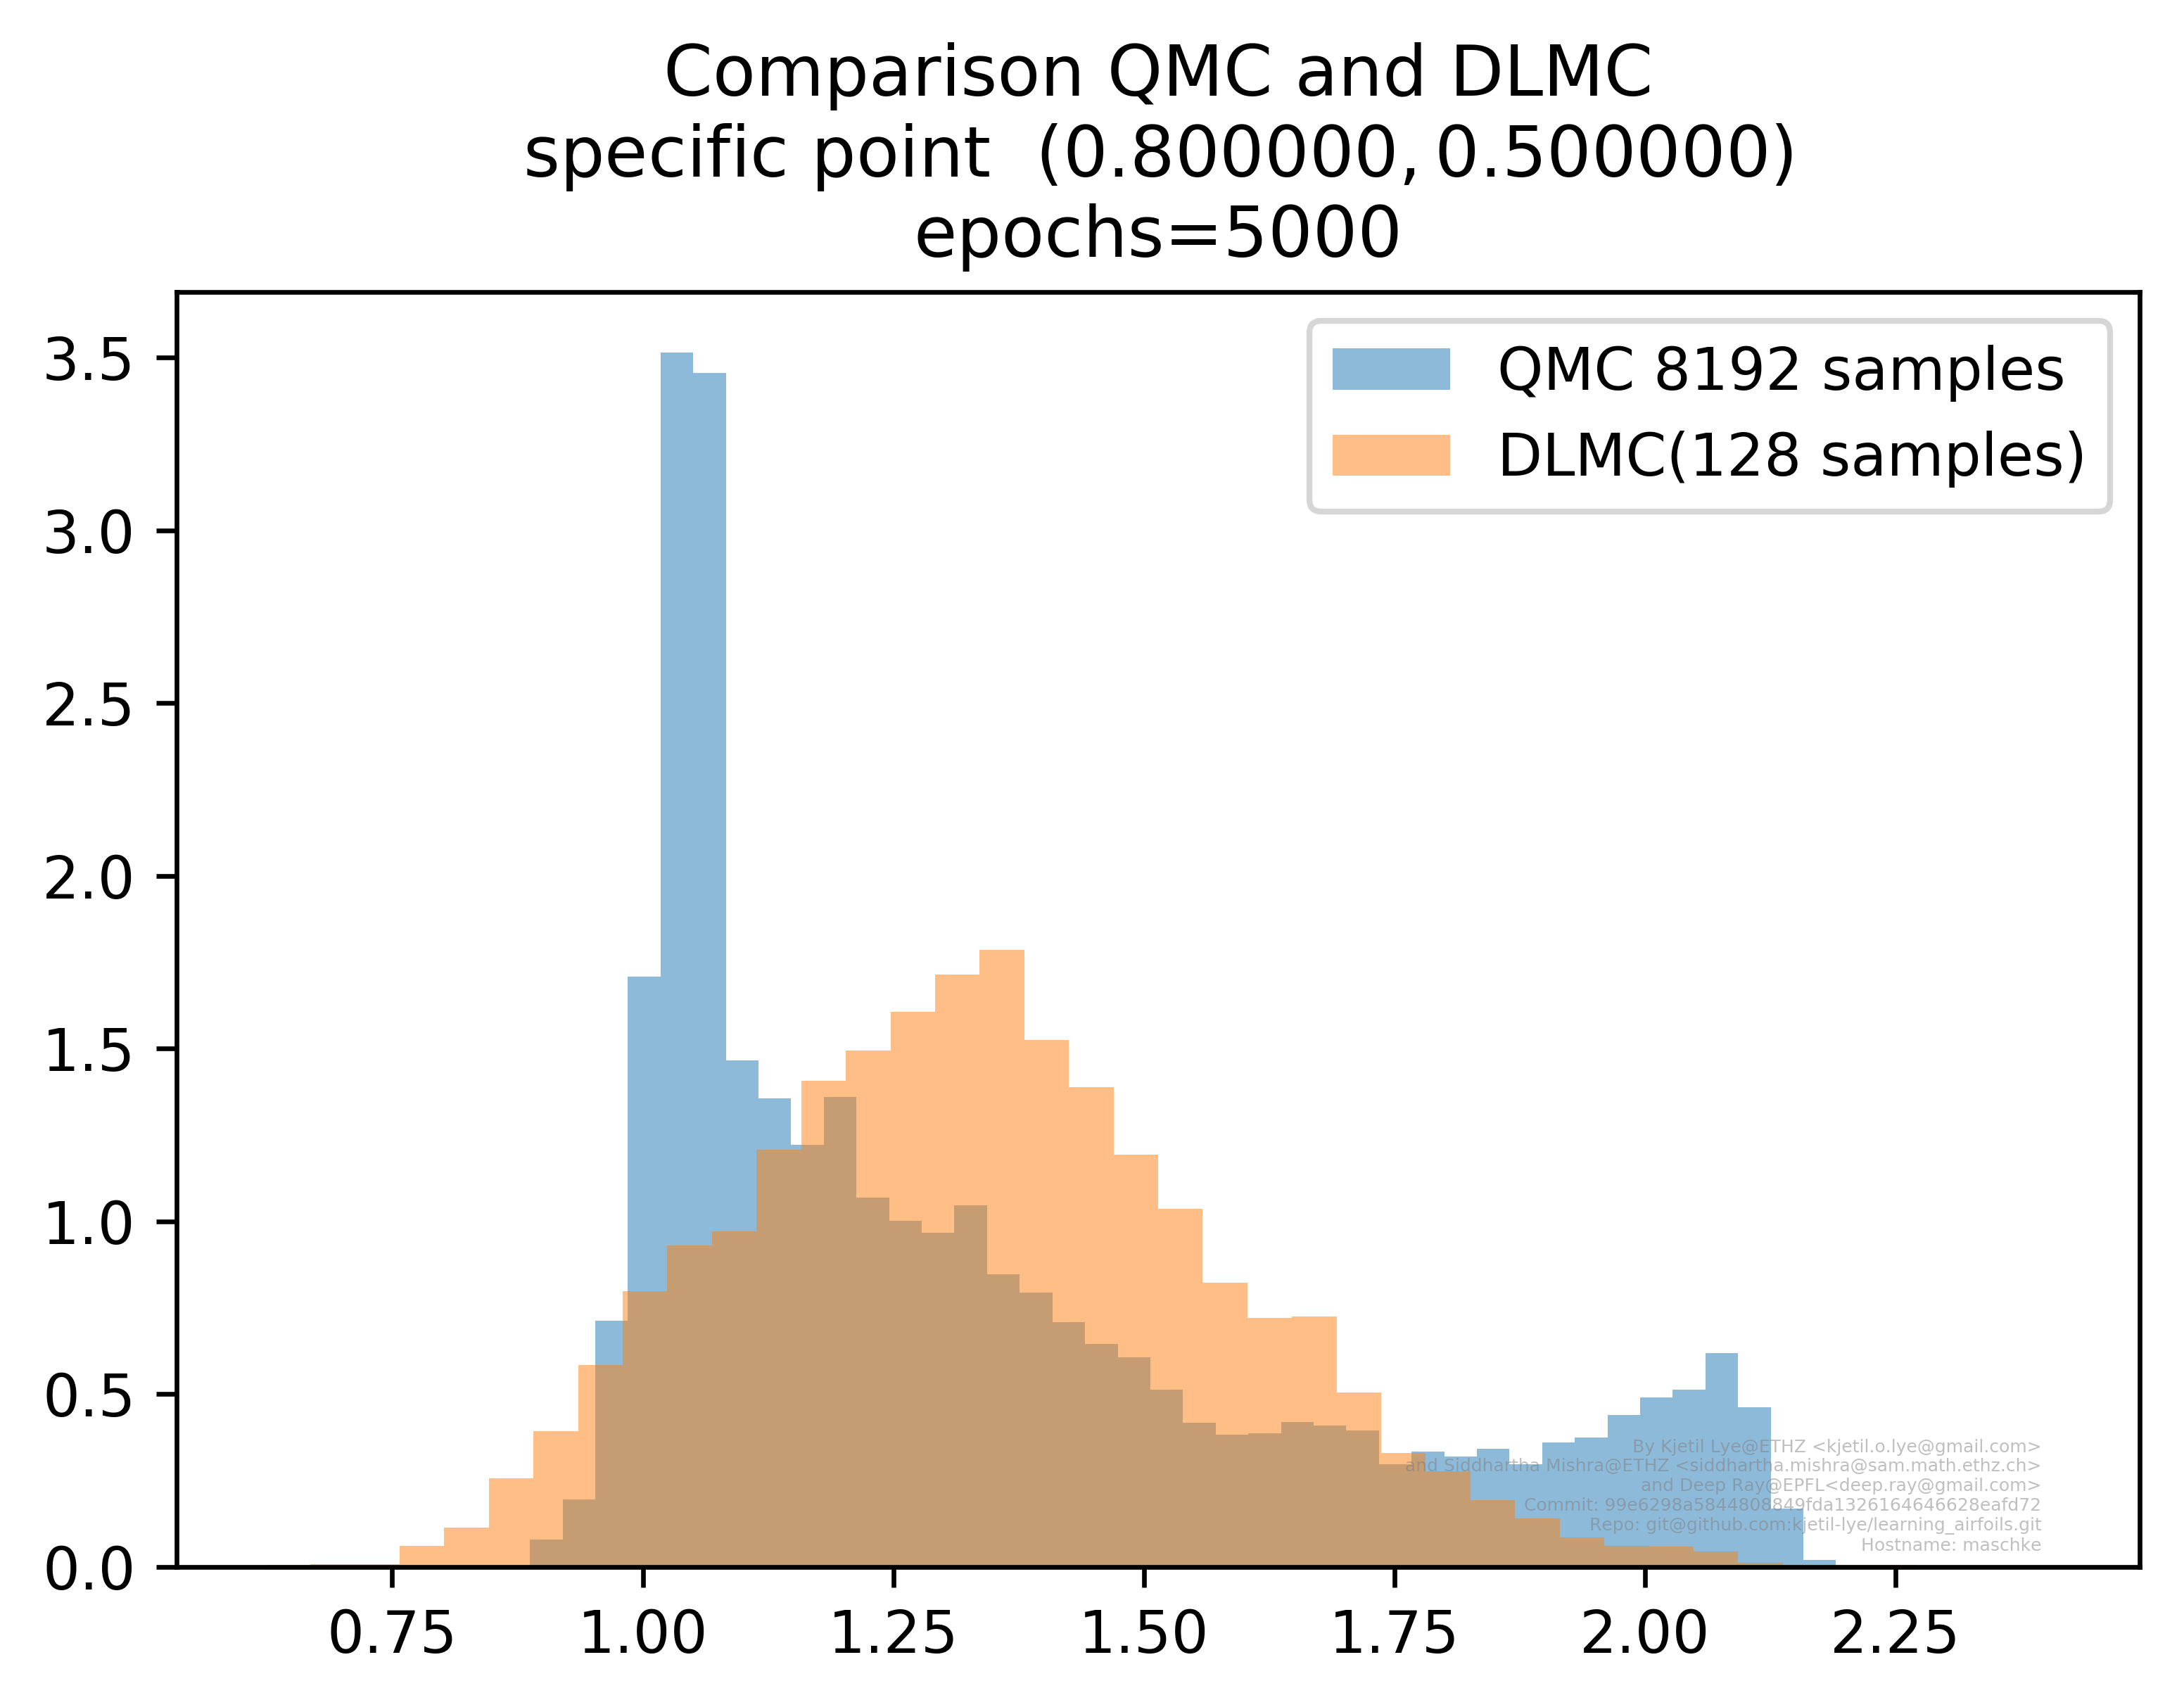 Comparison QMC and DLMC
specific point (0.800000, 0.500000)
epochs=5000
3.5
3.0
2.5
2.0
1.5
1.0
0.5
0.0
QMC 8192 samples
DLMC(128 samples)
By Kjetil Lye@ETHZ <kjetil.o.lye@gmail.com>
and Siddhartha Mishra@ETHZ <siddhartha.mishra@sam.math.ethz.ch>
and Deep Ray@EPFL<deep.ray@gmail.com>
Commit: 99e6298a5844808849fda1326164646628eafd72
Repo: git@github.com:kjetil-lye/learning_airfoils.git
Hostname: maschke
0.75 1.00 1.25 1.50 1.75 2.00 2.25